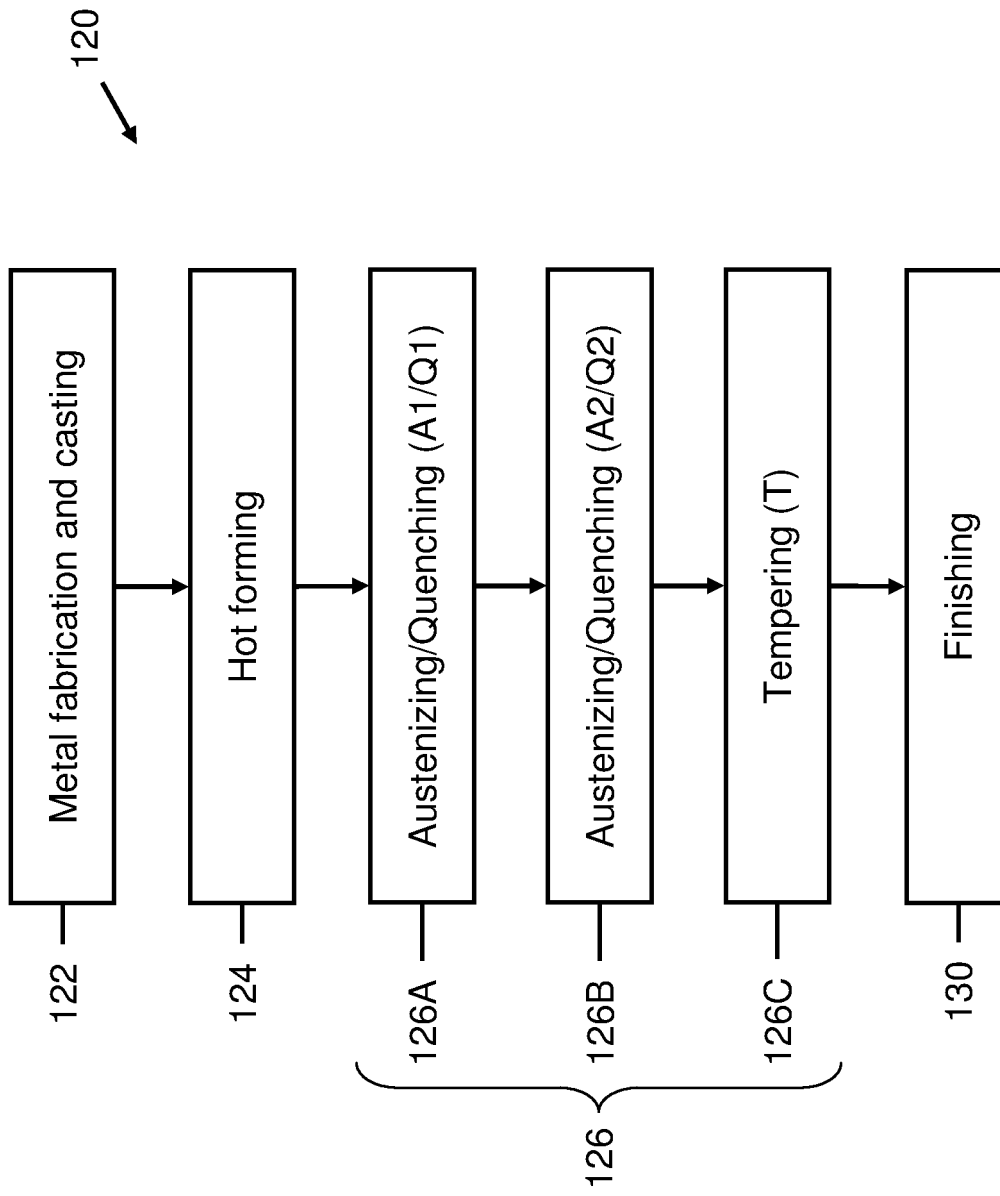 120
122
Metal fabrication and casting
124
Hot forming
126
126A
Austenizing/Quenching (A1/Q1)
126B
Austenizing/Quenching (A2/Q2)
126C
Tempering (T)
130
Finishing